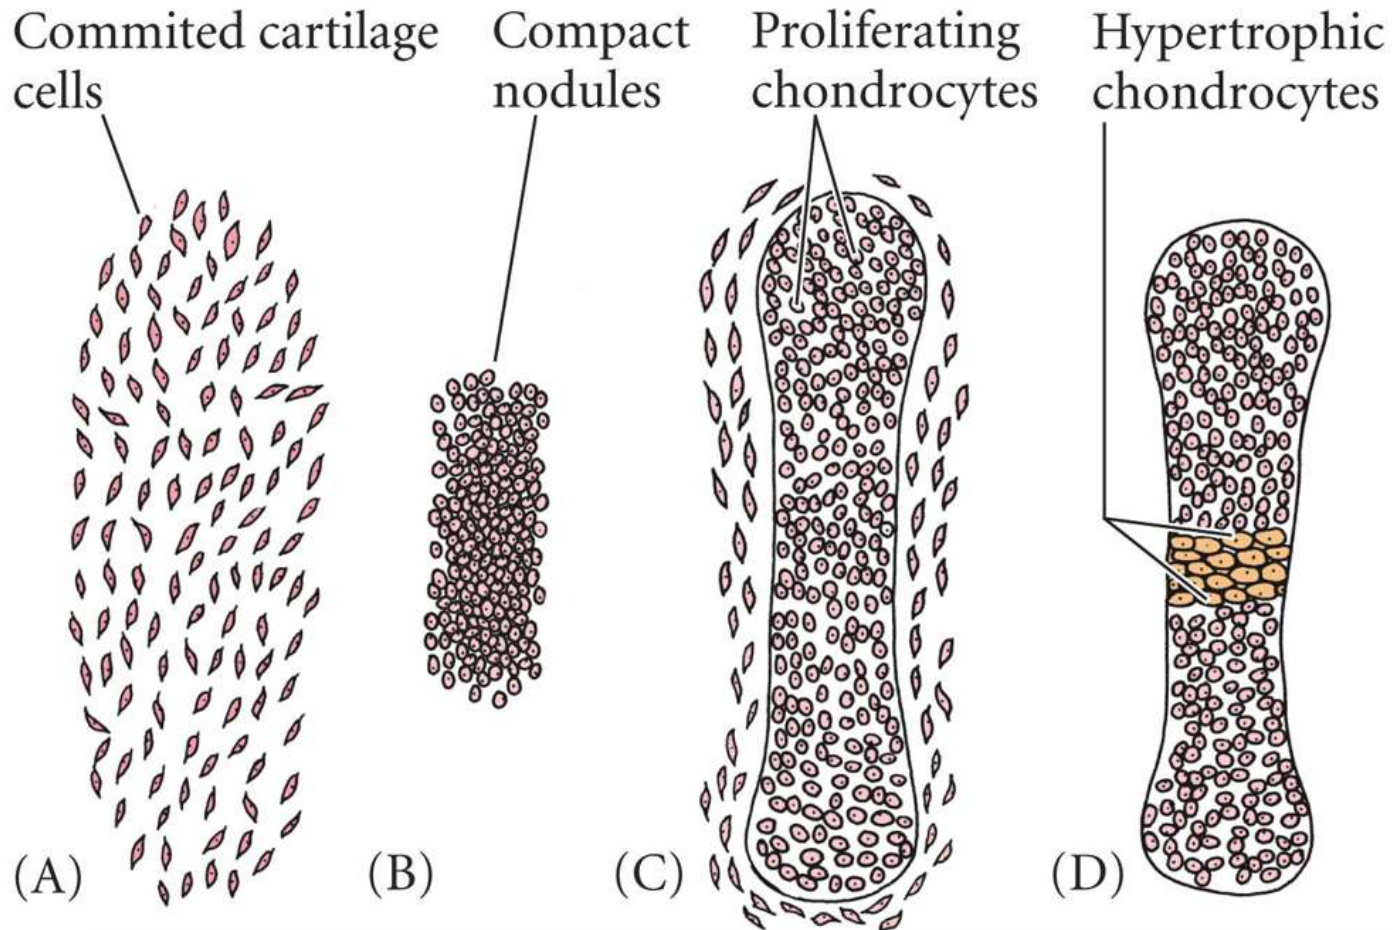 Commited cartilage
cells
Compact
nodules
Proliferating
chondrocytes
Hypertrophic
chondrocytes
(A)
(B)
(C)
(D)